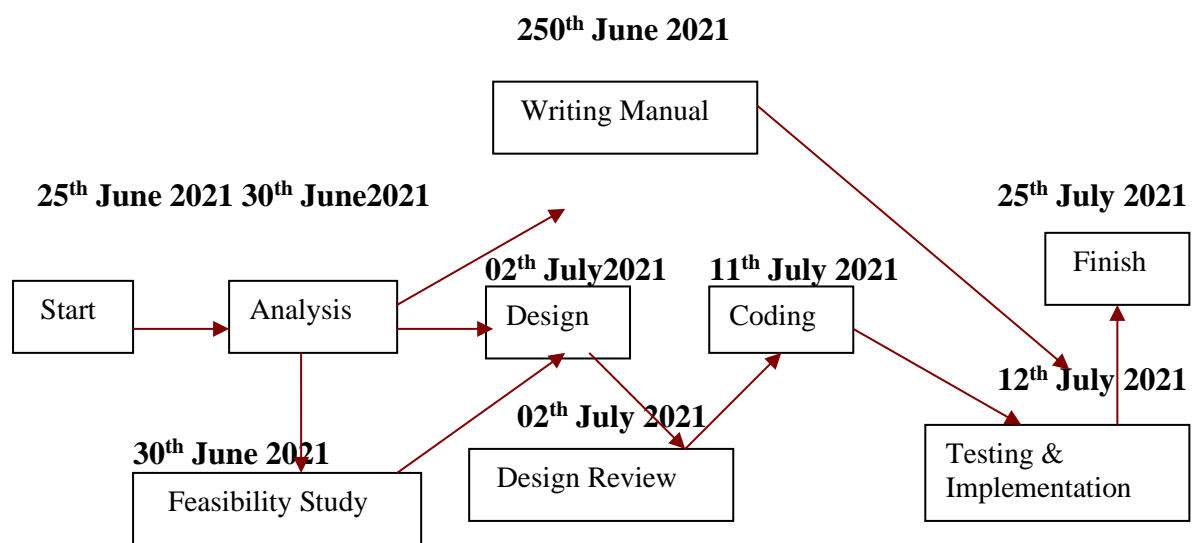 250th June 2021
Writing Manual
25th June 2021 30th June2021
25th July 2021
Finish
02th July2021
11th July 2021
Start
Analysis
Design
Coding
12th July 2021
02th July 2021
30th June 2021
Design Review
Testing &
Implementation
Feasibility Study